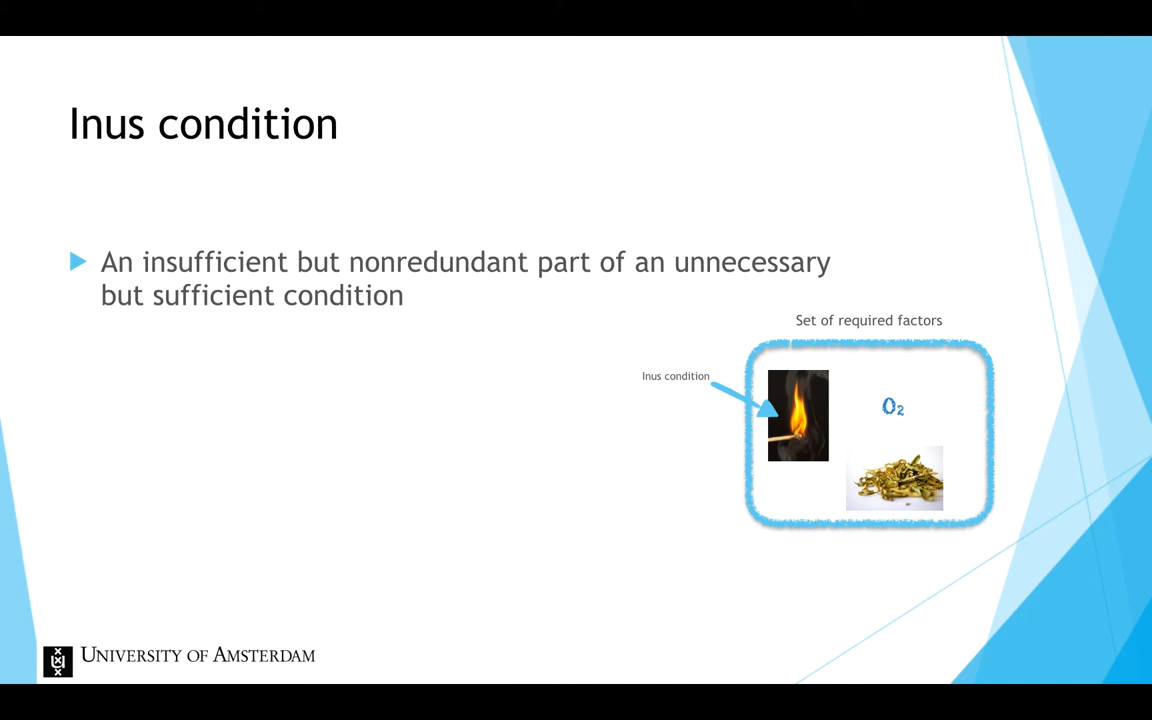 Inus condition
An insufficient but nonredundant part of an unnecessary
but sufficient condition
Set of required factors
Inus condition
O₂
UNIVERSITY OF AMSTERDAM